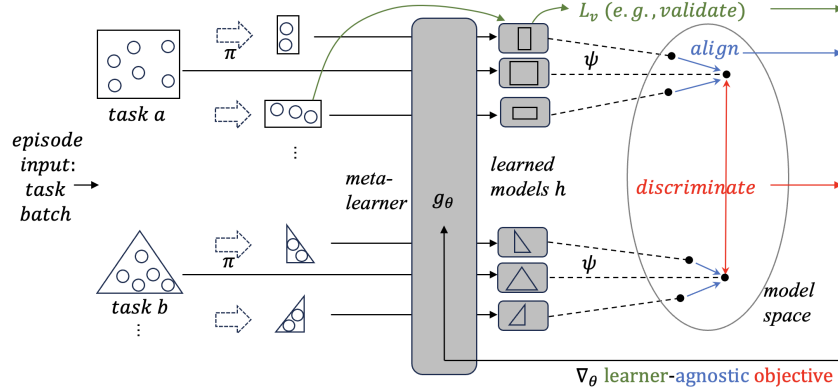 L_v (e.g., validate)
π
ψ
align
task a
episode
input:
task
batch
⋮
meta-
learner
g_θ
learned
models h
discriminate
π
ψ
task b
⋮
model
space
∇_θ learner-agnostic objective